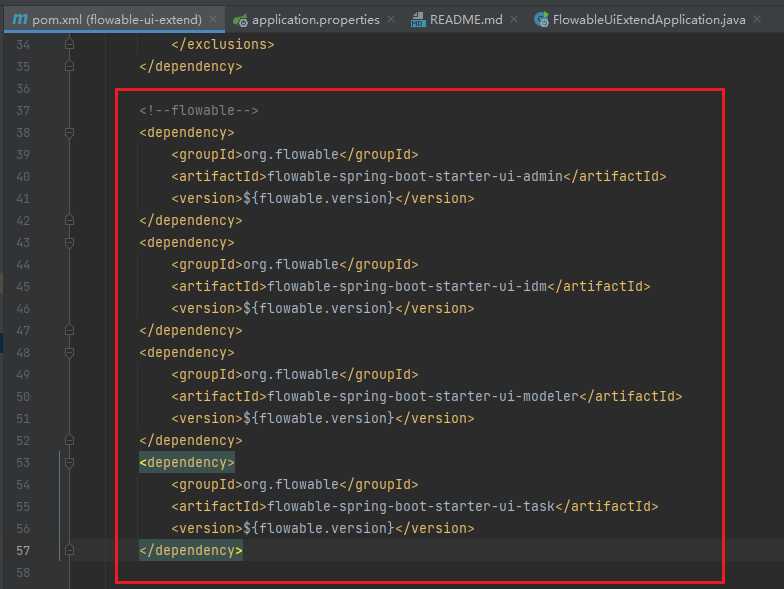 pom.xml (flowable-ui-extend) application.properties README.md FlowableUiExtendApplication.java
34 </exclusions>
35 </dependency>
36
37 <!--flowable-->
38 <dependency>
39 <groupId>org.flowable</groupId>
40 <artifactId>flowable-spring-boot-starter-ui-admin</artifactId>
41 <version>${flowable.version}</version>
42 </dependency>
43 <dependency>
44 <groupId>org.flowable</groupId>
45 <artifactId>flowable-spring-boot-starter-ui-idm</artifactId>
46 <version>${flowable.version}</version>
47 </dependency>
48 <dependency>
49 <groupId>org.flowable</groupId>
50 <artifactId>flowable-spring-boot-starter-ui-modeler</artifactId>
51 <version>${flowable.version}</version>
52 </dependency>
53 <dependency>
54 <groupId>org.flowable</groupId>
55 <artifactId>flowable-spring-boot-starter-ui-task</artifactId>
56 <version>${flowable.version}</version>
57 </dependency>
58